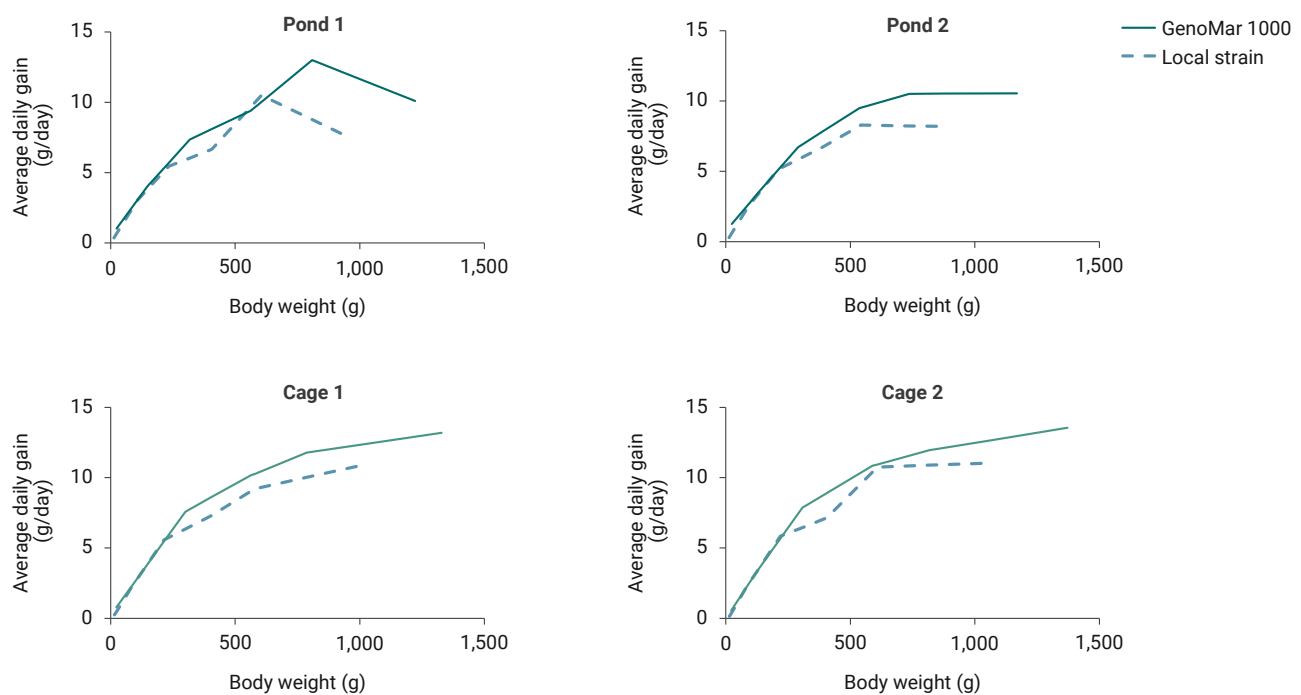 Pond 1
15
10
5
0
Average daily gain
(g/day)
0 500 1,000 1,500
Body weight (g)
Pond 2
15
10
5
0
Average daily gain
(g/day)
0 500 1,000 1,500
Body weight (g)
GenoMar 1000
Local strain
Cage 1
15
10
5
0
Average daily gain
(g/day)
0 500 1,000 1,500
Body weight (g)
Cage 2
15
10
5
0
Average daily gain
(g/day)
0 500 1,000 1,500
Body weight (g)